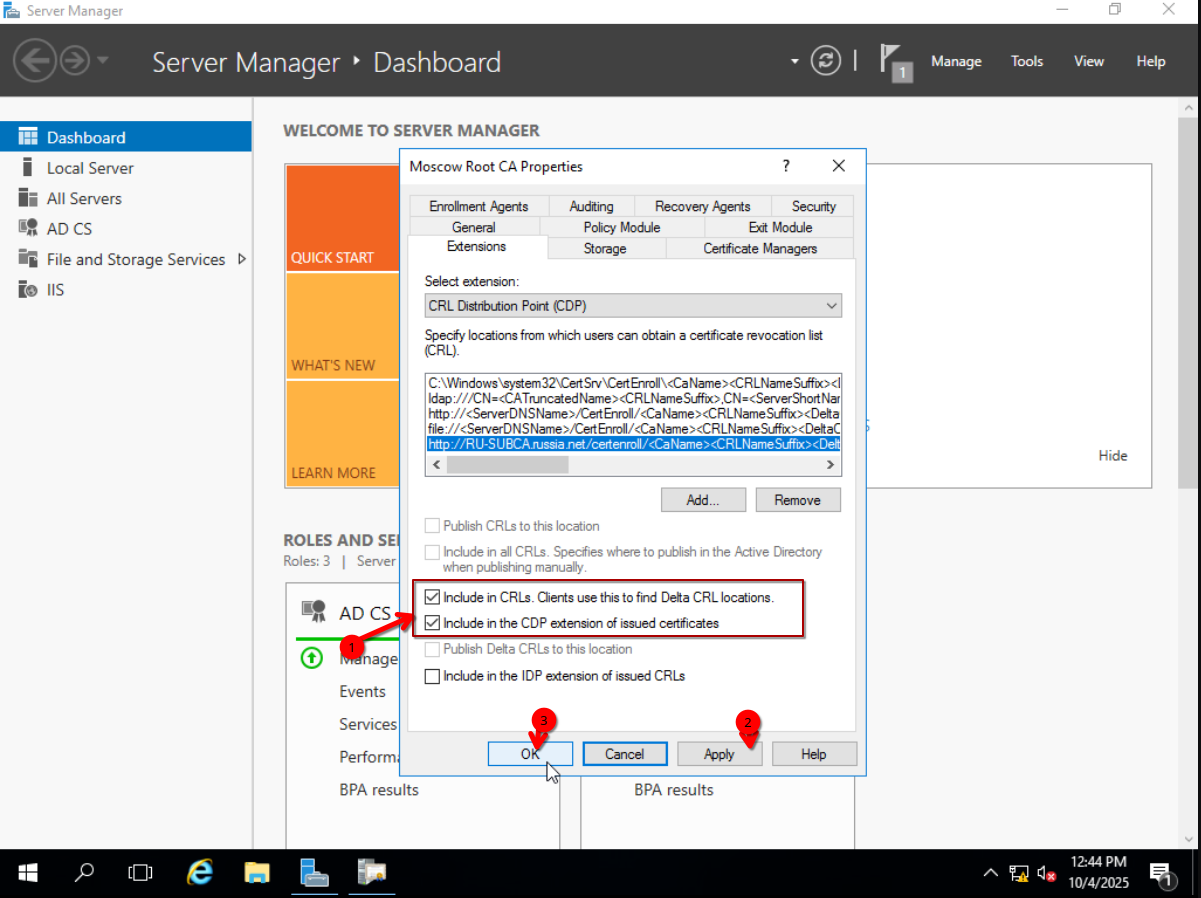 Server Manager
Server Manager ‣ Dashboard
1
Manage
Tools
View
Help
Dashboard
Local Server
All Servers
AD CS
File and Storage Services
IIS
WELCOME TO SERVER MANAGER
QUICK START
WHAT'S NEW
LEARN MORE
Hide
ROLES AND SE
Roles: 3 | Server
AD CS
Manage
Events
Services
Performa
BPA results
BPA results
Moscow Root CA Properties
?
Enrollment Agents
Auditing
Recovery Agents
Security
General
Policy Module
Exit Module
Extensions
Storage
Certificate Managers
Select extension:
CRL Distribution Point (CDP)
Specify locations from which users can obtain a certificate revocation list
(CRL).
C:\Windows\system32\CertSrv\CertEnroll\<CaName><CRLNameSuffix><
ldap:///CN=<CATruncatedName><CRLNameSuffix>,CN=<ServerShortNar
http://<ServerDNSName>/CertEnroll/<CaName><CRLNameSuffix><Delta
file://<ServerDNSName>/CertEnroll/<CaName><CRLNameSuffix><DeltaC
http://RU-SUBCA.russia.net/certenroll/<CaName><CRLNameSuffix><Delt
Add...
Remove
Publish CRLs to this location
Include in all CRLs. Specifies where to publish in the Active Directory
when publishing manually.
Include in CRLs. Clients use this to find Delta CRL locations.
Include in the CDP extension of issued certificates
Publish Delta CRLs to this location
Include in the IDP extension of issued CRLs
1
2
3
OK
Cancel
Apply
Help
12:44 PM
10/4/2025
1